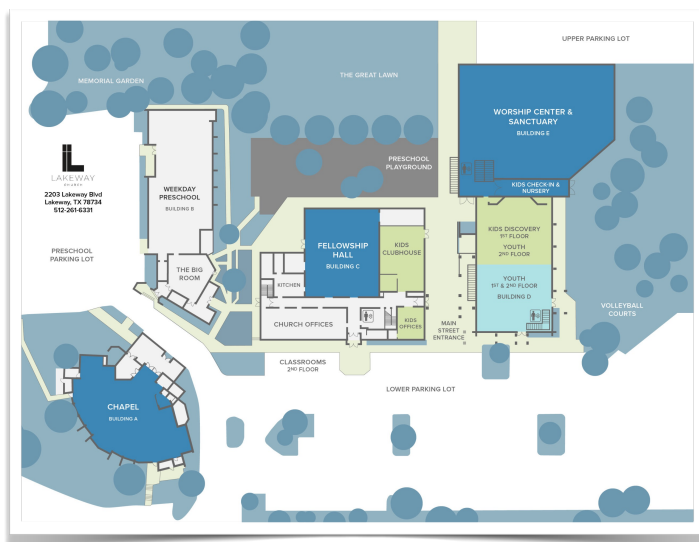 UPPER PARKING LOT
MEMORIAL GARDEN
THE GREAT LAWN
WORSHIP CENTER &
SANCTUARY
BUILDING E
LAKEWAY
CHURCH
2203 Lakeway Blvd
Lakeway, TX 78734
512-261-6331
PRESCHOOL
PLAYGROUND
KIDS CHECK-IN &
NURSERY
WEEKDAY
PRESCHOOL
BUILDING B
KIDS DISCOVERY
1ST FLOOR
YOUTH
2ND FLOOR
PRESCHOOL
PARKING LOT
FELLOWSHIP
HALL
BUILDING C
KIDS
CLUBHOUSE
THE BIG
ROOM
KITCHEN
YOUTH
1ST & 2ND FLOOR
BUILDING D
VOLLEYBALL
COURTS
CHURCH OFFICES
KIDS
OFFICES
MAIN
STREET
ENTRANCE
CLASSROOMS
2ND FLOOR
LOWER PARKING LOT
CHAPEL
BUILDING A